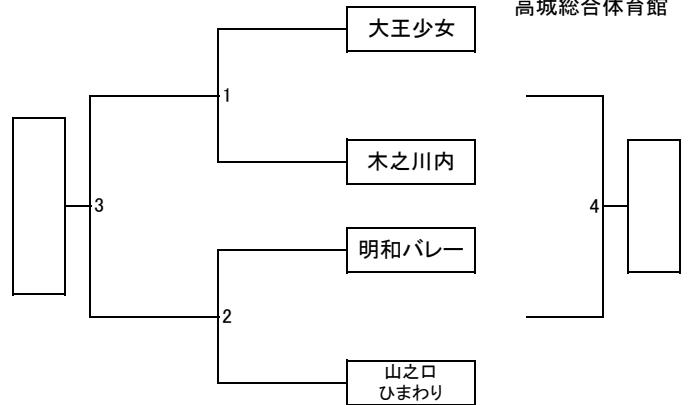 高城総合体育館
大王少女
1
木之川内
3
4
明和バレー
2
山之口
ひまわり